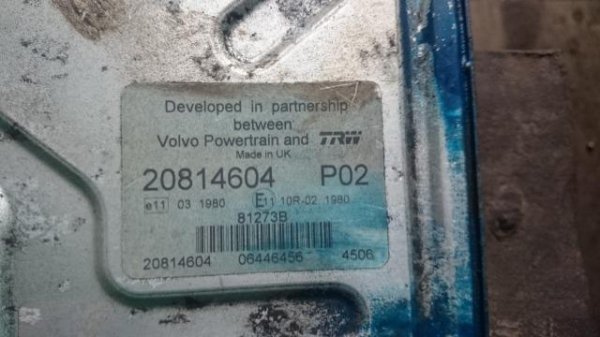 Developed in partnership
between
Volvo Powertrain and TRW
Made in UK
20814604 P02
e11 03 1980 E11 10R-02 1980
81273B
20814604 06446456 4506